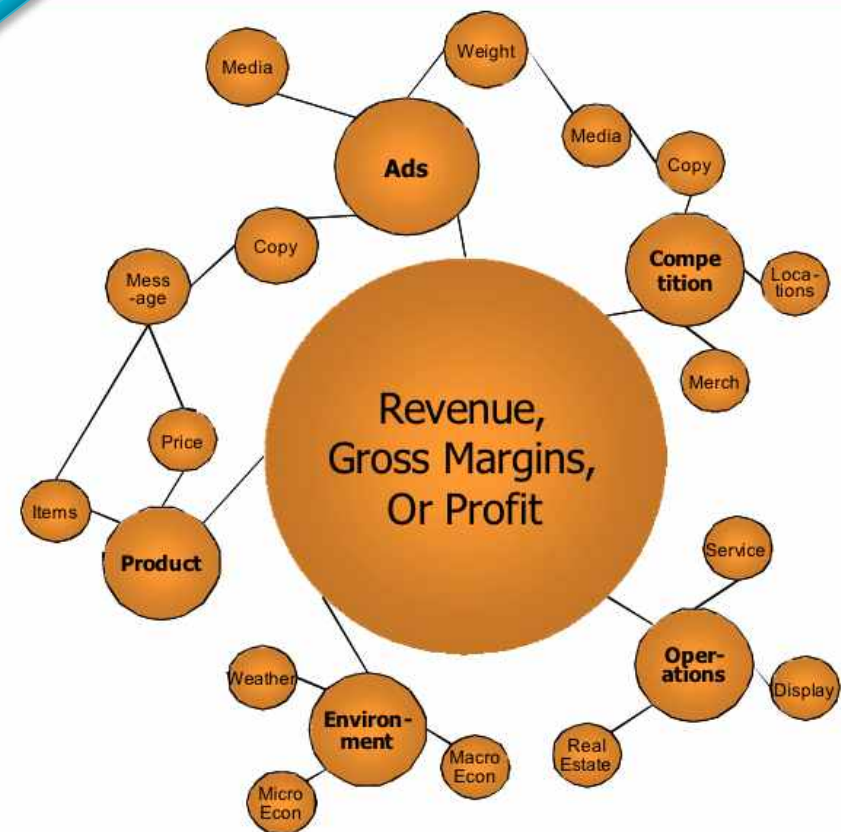 Weight
Media
Media
Copy
Ads
Copy
Compe
tition
Loca-
tions
Mess
-age
Merch
Revenue,
Gross Margins,
Or Profit
Price
Items
Product
Service
Oper-
ations
Display
Weather
Environ-
ment
Real
Estate
Macro
Econ
Micro
Econ